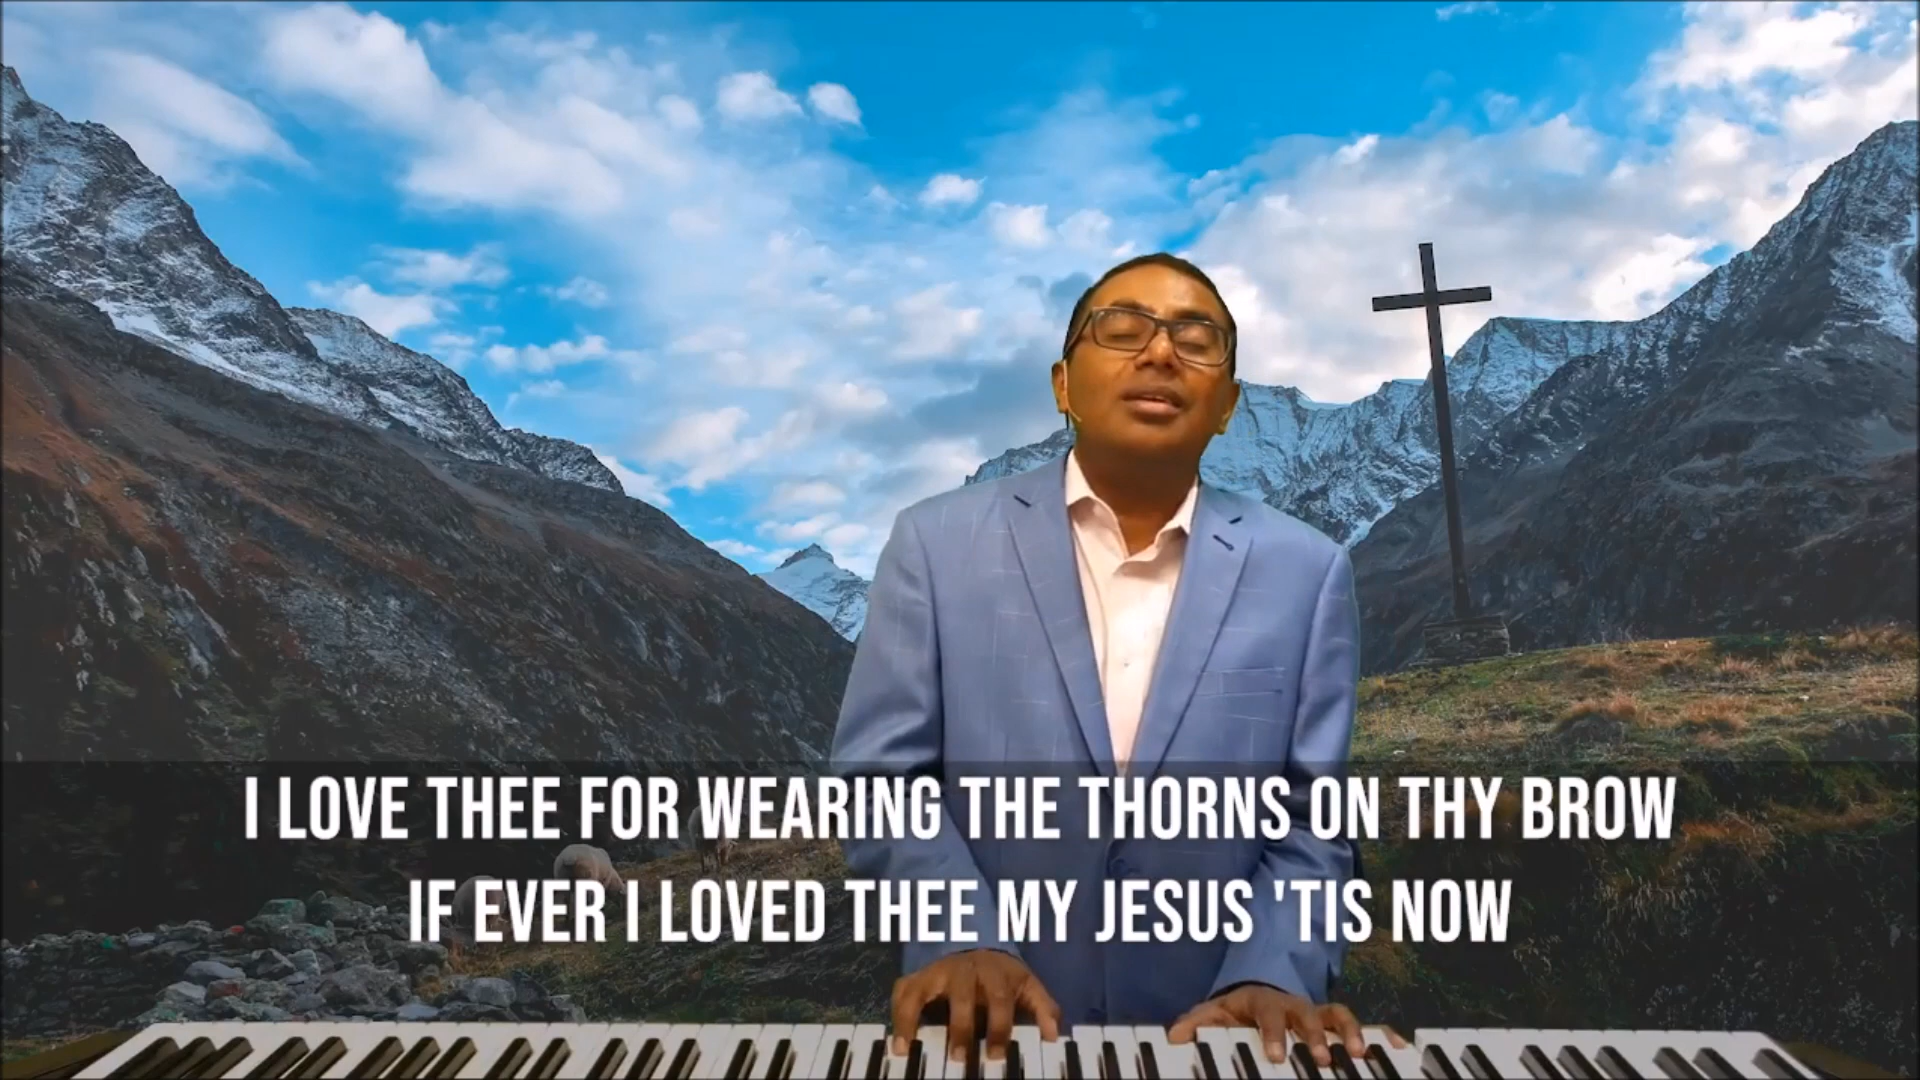 I LOVE THEE FOR WEARING THE THORNS ON THY BROW
IF EVER I LOVED THEE MY JESUS 'TIS NOW